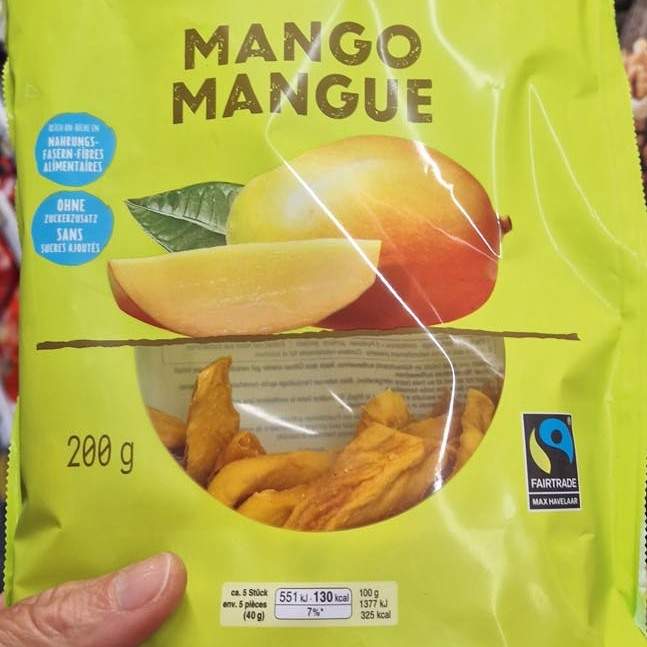 MANGO
MANGUE
REICH AN-RICHE EN
NAHRUNGS-
FASERN-FIBRES
ALIMENTAIRES
OHNE
ZUCKERZUSATZ
SANS
SUCRES AJOUTÉS
200 g
FAIRTRADE
MAX HAVELAAR
ca. 5 Stück
env. 5 pièces
(40 g)
551 kJ - 130 kcal
7%*
100 g
1377 kJ
325 kcal